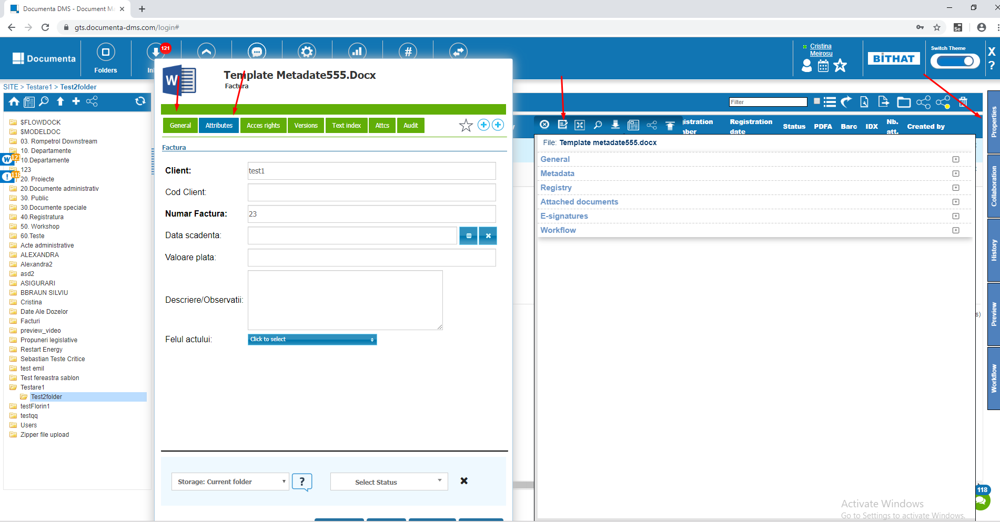 Documenta DMS - Document Ma
gts.documenta-dms.com/login#
Se
Documenta
Folders
121
In
#
Cristina
Meirosu
BITHAT
Switch Theme
X
?
SITE > Testare1 > Test2folder
$FLOWDOCK
$MODELDOC
03. Rompetrol Downstream
10. Departamente
10.Departamente
123
20. Proiecte
20.Documente administrativ
30. Public
30.Documente speciale
40.Registratura
50. Workshop
60.Teste
Acte administrative
ALEXANDRA
Alexandra2
asd2
ASIGURARI
BBRAUN SILVIU
Cristina
Date Ale Dozelor
Facturi
preview_video
Propuneri legislative
Restart Energy
Sebastian Teste Critice
test emil
Test fereastra sablon
Testare1
Test2folder
testFlorin1
testqq
Users
Zipper file upload
W
121
!
118
W
Template Metadate555.Docx
Factura
General
Attributes
Acces rights
Versions
Text index
Attcs
Audit
Factura
Client:
test1
Cod Client:
Numar Factura:
23
Data scadenta:
Valoare plata:
Descriere/Observatii:
Felul actului:
Click to select
Storage: Current folder
?
Select Status
Filter
Registration
date
Status
PDFA
Barc
IDX
Nb.
att.
Created by
File: Template metadate555.docx
General
Metadata
Registry
Attached documents
E-signatures
Workflow
s)
Properties
Collaboration
History
Preview
Workflow
118
Activate Windows
Go to Settings to activate Windows.